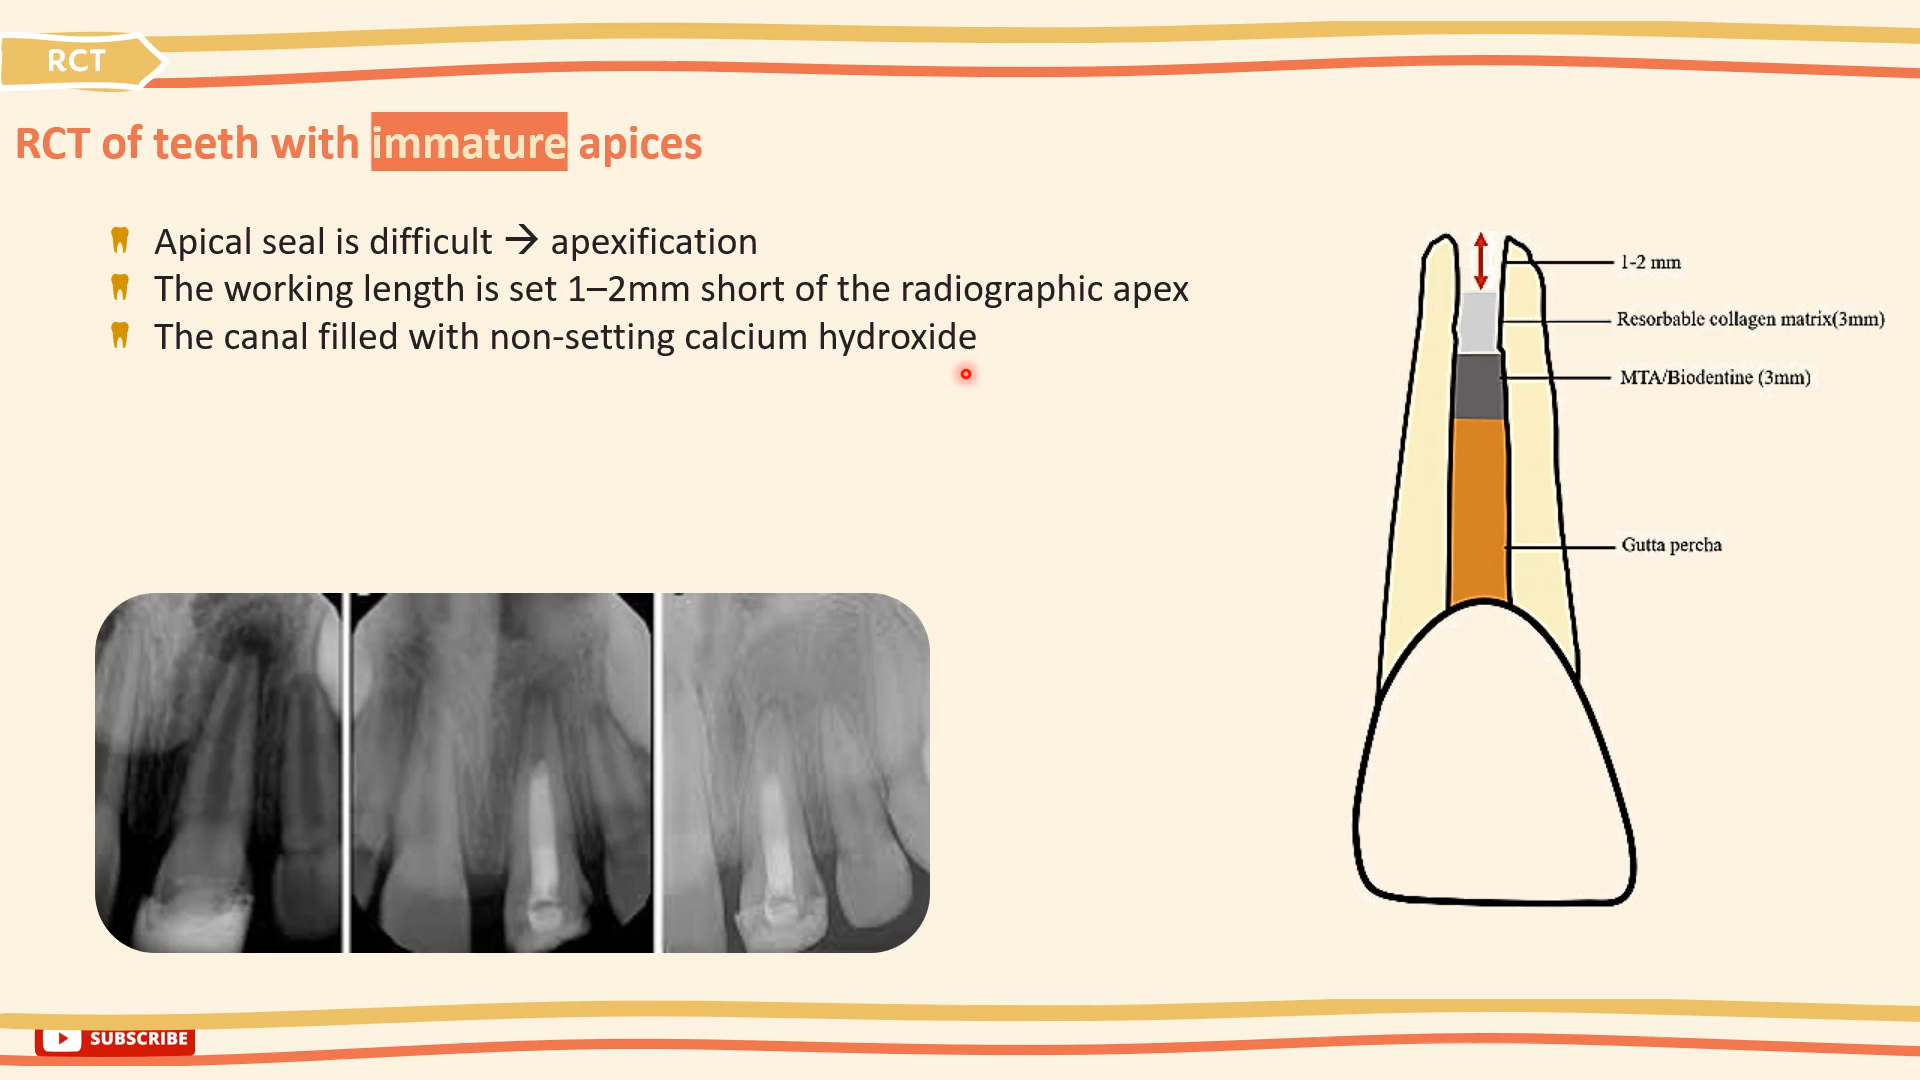 RCT
RCT of teeth with immature apices
Apical seal is difficult → apexification
The working length is set 1–2mm short of the radiographic apex
The canal filled with non-setting calcium hydroxide
1-2 mm
Resorbable collagen matrix(3mm)
MTA/Biodentine (3mm)
Gutta percha
SUBSCRIBE